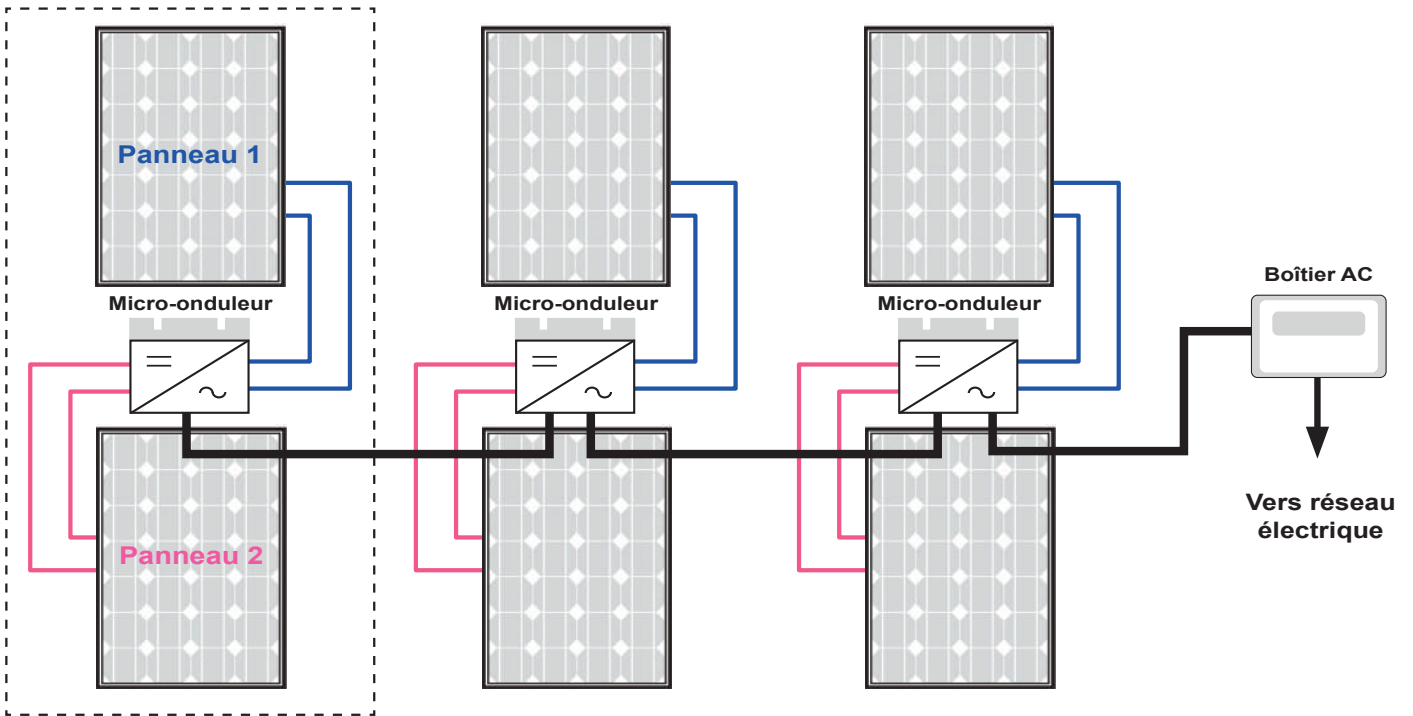 Panneau 1
Micro-onduleur
Panneau 2
Micro-onduleur
Micro-onduleur
Boîtier AC
Vers réseau
électrique